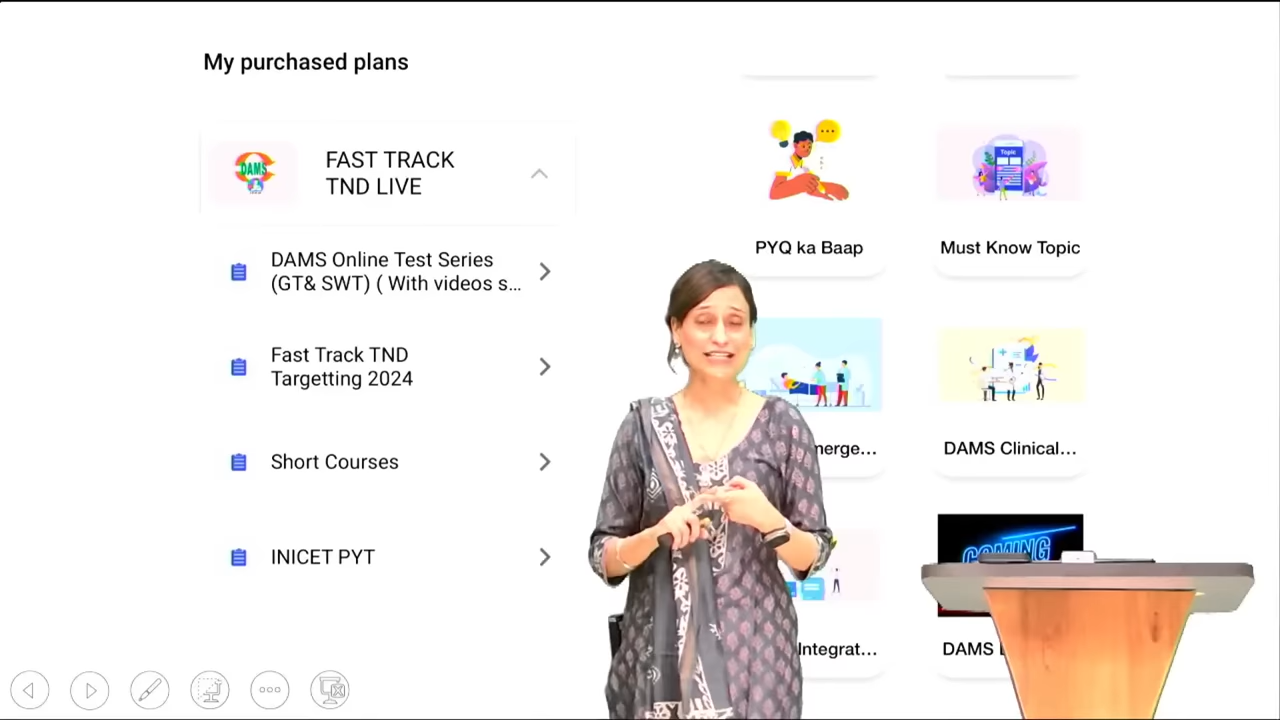 My purchased plans
DAMS
FAST TRACK
TND LIVE
DAMS Online Test Series
(GT& SWT) ( With videos s...
Fast Track TND
Targetting 2024
Short Courses
INICET PYT
PYQ ka Baap
Topic
Must Know Topic
DAMS Clinical...
COMING
Integrat...
DAMS